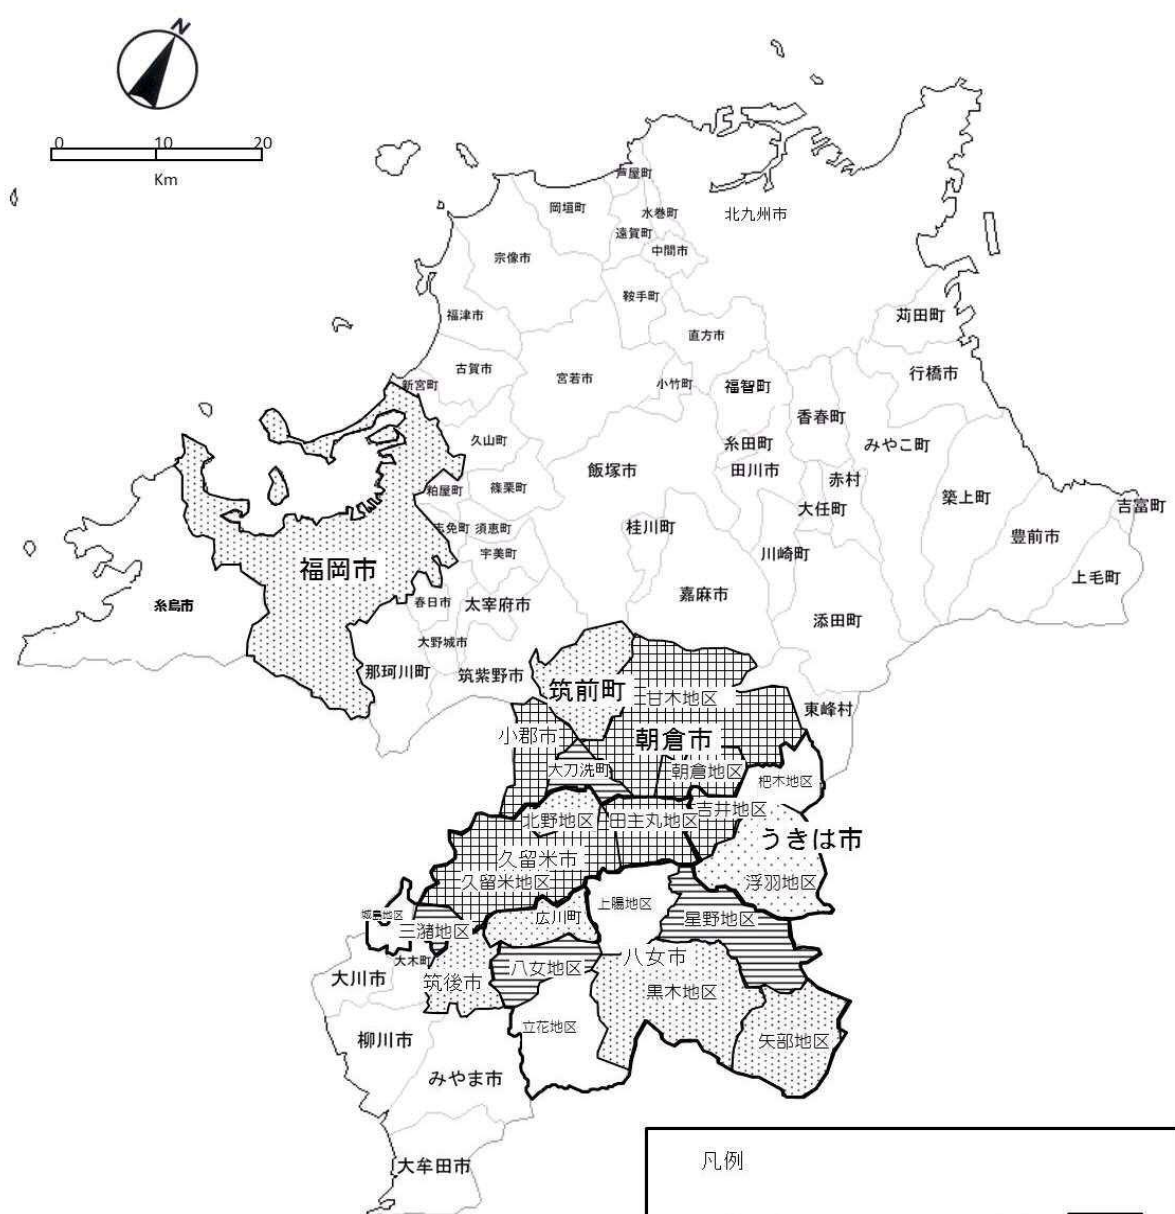 N
0 10 20
Km
芦屋町
岡垣町
水巻町
北九州市
遠賀町
中間市
宗像市
鞍手町
福津市
苅田町
直方市
古賀市
行橋市
宮若市
新宮町
小竹町
福智町
香春町
久山町
糸田町
みやこ町
飯塚市
田川市
赤村
粕屋町
篠栗町
築上町
大任町
吉富町
志免町
須恵町
桂川町
豊前市
宇美町
川崎町
福岡市
上毛町
嘉麻市
春日市
太宰府市
糸島市
添田町
大野城市
那珂川町
筑紫野市
筑前町
甘木地区
東峰村
小郡市
朝倉市
大刀洗町
朝倉地区
杷木地区
吉井地区
北野地区
田主丸地区
うきは市
久留米市
久留米地区
浮羽地区
上陽地区
城島地区
広川町
星野地区
三潴地区
八女市
大木町
八女地区
大川市
筑後市
黒木地区
立花地区
柳川市
矢部地区
みやま市
大牟田市
凡例